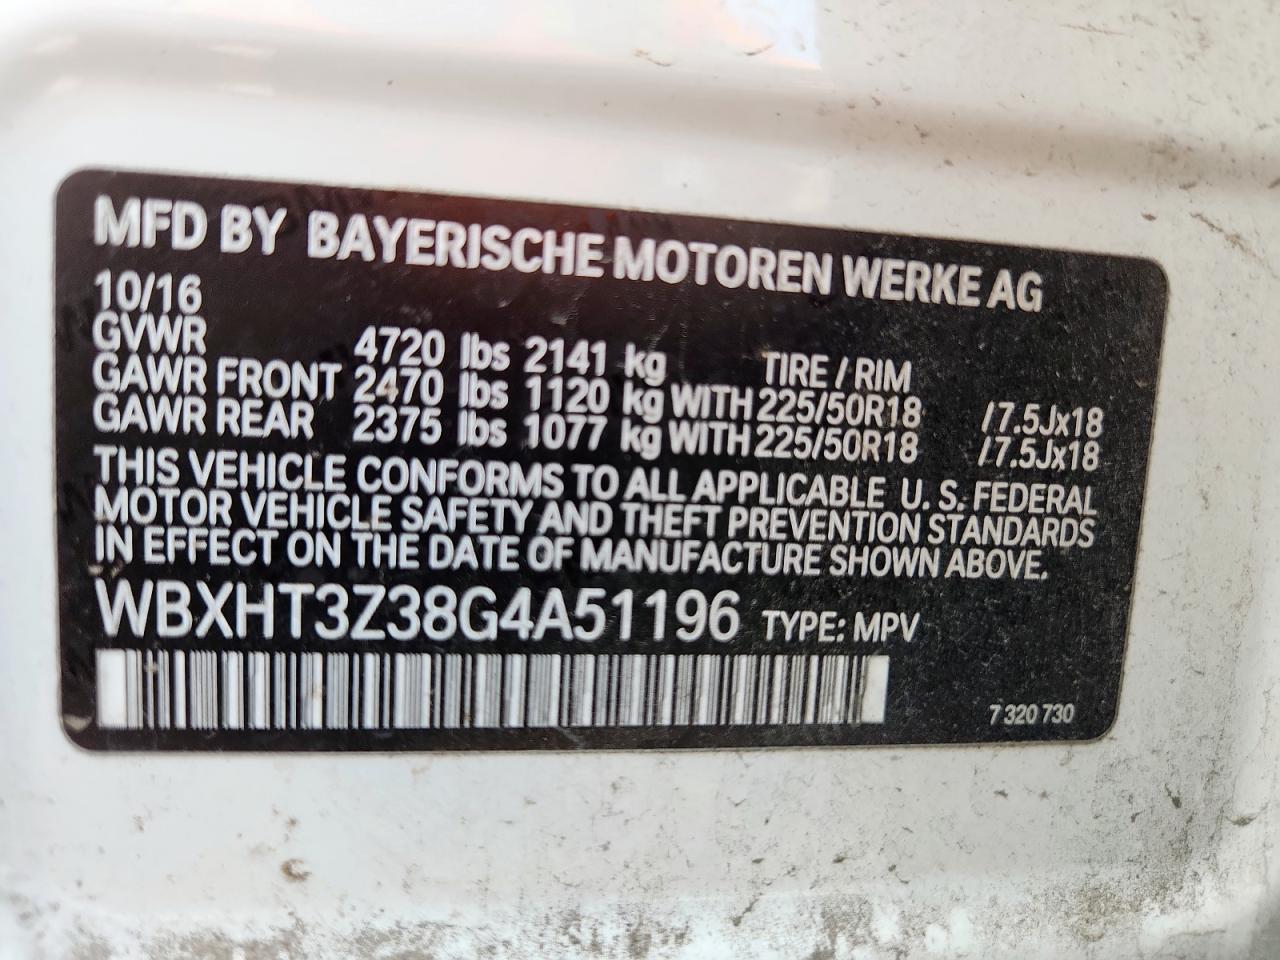 MFD BY BAYERISCHE MOTOREN WERKE AG
10/16
GVWR 4720 lbs 2141 kg TIRE / RIM
GAWR FRONT 2470 lbs 1120 kg WITH 225/50R18 /7.5Jx18
GAWR REAR 2375 lbs 1077 kg WITH 225/50R18 /7.5Jx18
THIS VEHICLE CONFORMS TO ALL APPLICABLE U. S. FEDERAL
MOTOR VEHICLE SAFETY AND THEFT PREVENTION STANDARDS
IN EFFECT ON THE DATE OF MANUFACTURE SHOWN ABOVE.
WBXHT3Z38G4A51196 TYPE: MPV
7 320 730